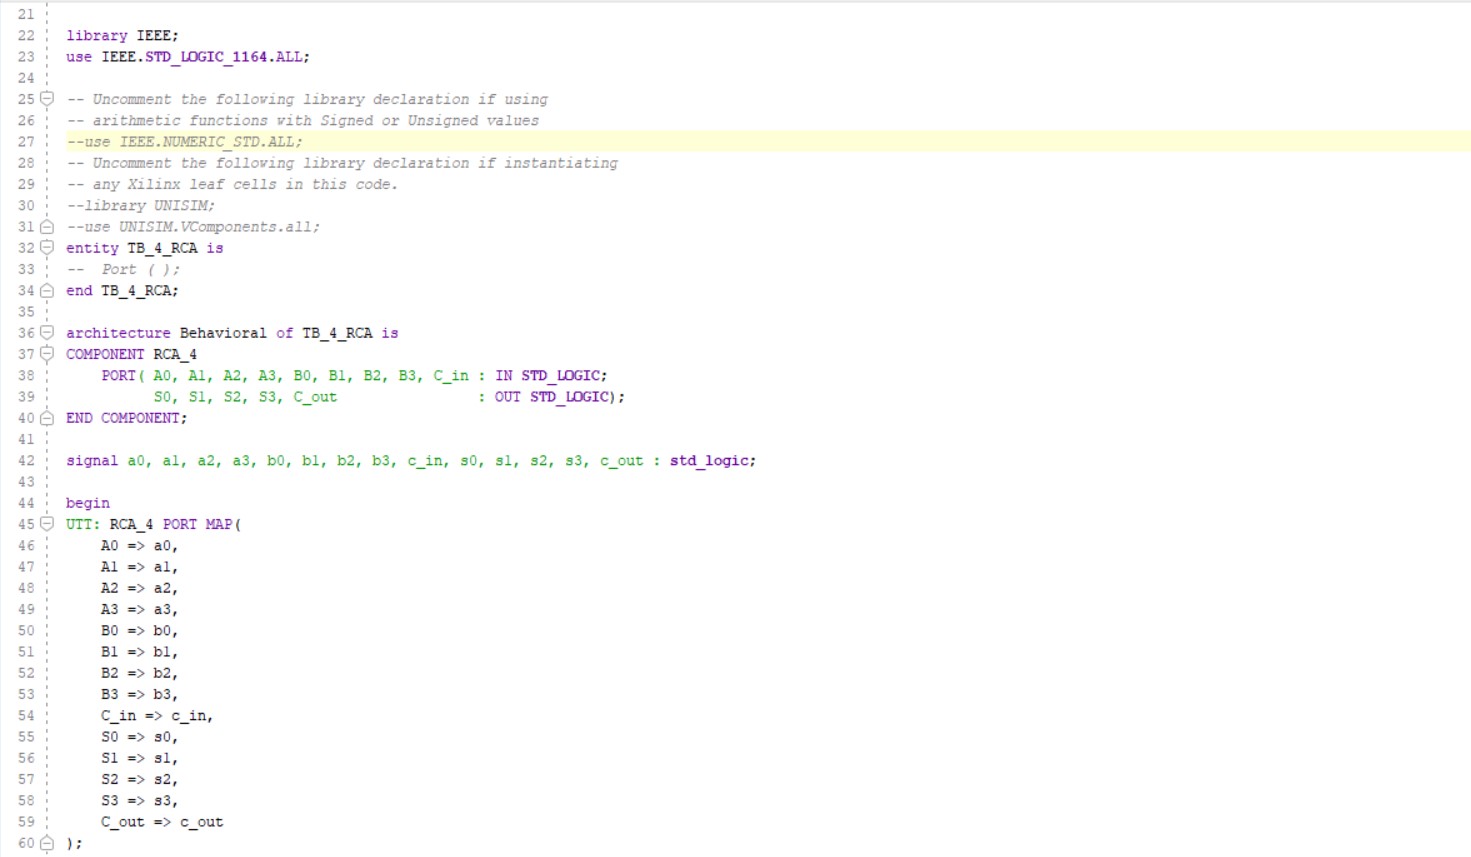 21
22 library IEEE;
23 use IEEE.STD_LOGIC_1164.ALL;
24
25 -- Uncomment the following library declaration if using
26 -- arithmetic functions with Signed or Unsigned values
27 --use IEEE.NUMERIC_STD.ALL;
28 -- Uncomment the following library declaration if instantiating
29 -- any Xilinx leaf cells in this code.
30 --library UNISIM;
31 --use UNISIM.VComponents.all;
32 entity TB_4_RCA is
33 --  Port ( );
34 end TB_4_RCA;
35
36 architecture Behavioral of TB_4_RCA is
37 COMPONENT RCA_4
38     PORT( A0, A1, A2, A3, B0, B1, B2, B3, C_in : IN STD_LOGIC;
39           S0, S1, S2, S3, C_out                : OUT STD_LOGIC);
40 END COMPONENT;
41
42 signal a0, a1, a2, a3, b0, b1, b2, b3, c_in, s0, s1, s2, s3, c_out : std_logic;
43
44 begin
45 UTT: RCA_4 PORT MAP(
46     A0 => a0,
47     A1 => a1,
48     A2 => a2,
49     A3 => a3,
50     B0 => b0,
51     B1 => b1,
52     B2 => b2,
53     B3 => b3,
54     C_in => c_in,
55     S0 => s0,
56     S1 => s1,
57     S2 => s2,
58     S3 => s3,
59     C_out => c_out
60 );